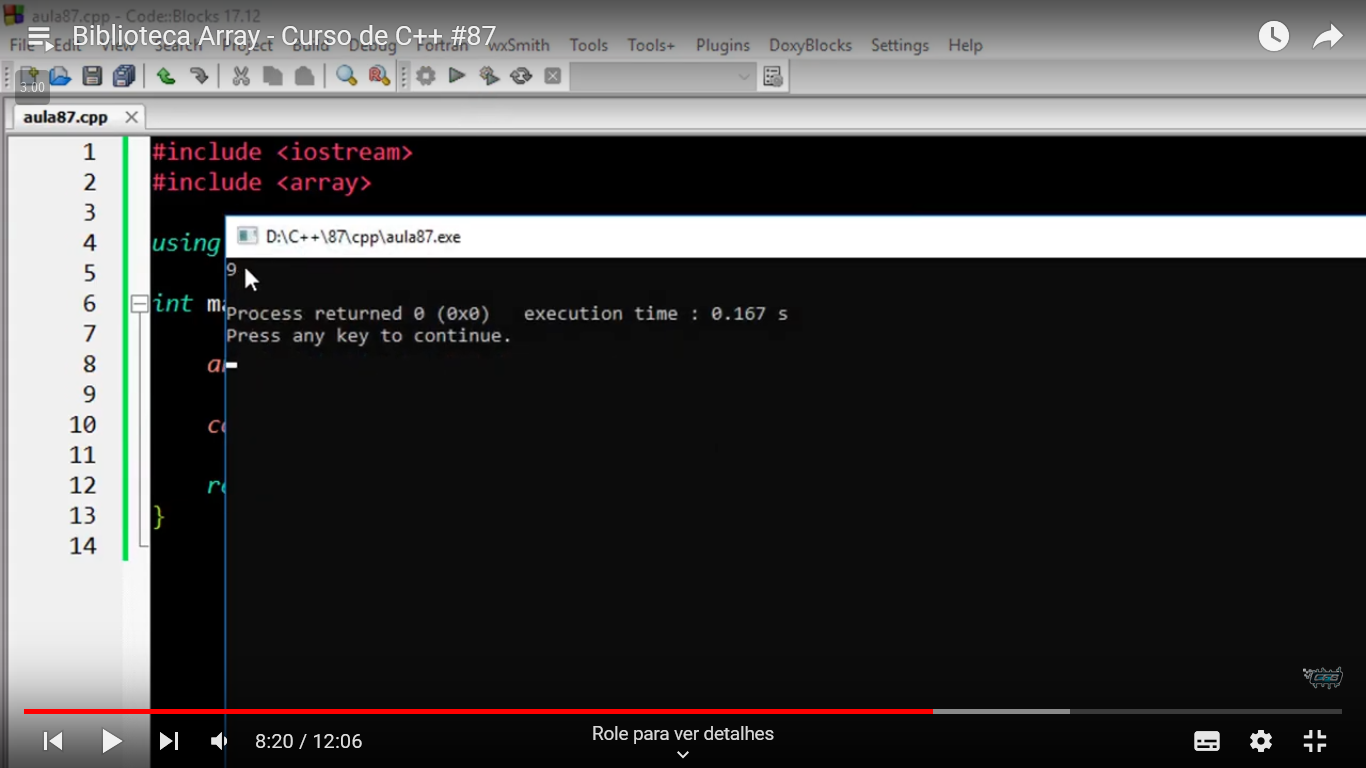 aula87.cpp - Code::Blocks 17.12
Biblioteca Array - Curso de C++ #87
File Edit View Search Project Build Debug Fortran wxSmith Tools Tools+ Plugins DoxyBlocks Settings Help
3.00
aula87.cpp
1 #include <iostream>
2 #include <array>
3
4 using
5
6 int ma
7
8 ar
9
10 co
11
12 re
13 }
14
D:\C++\87\cpp\aula87.exe
9
Process returned 0 (0x0) execution time : 0.167 s
Press any key to continue.
CSG
8:20 / 12:06
Role para ver detalhes